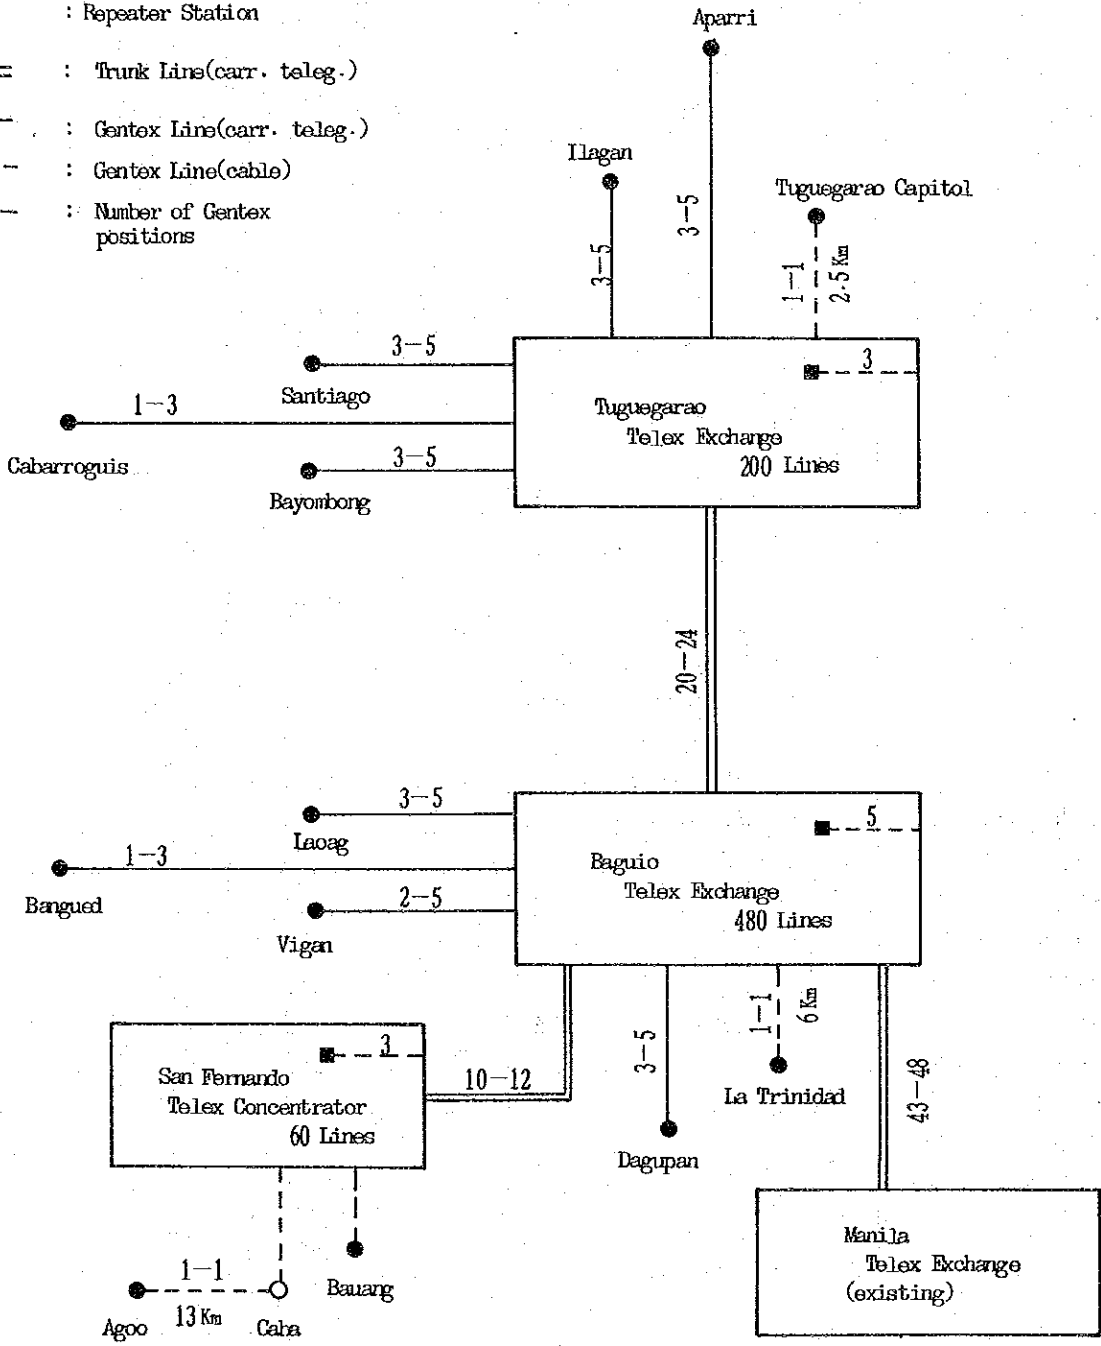 : Repeater Station
: Trunk Line(carr. teleg.)
: Gentex Line(carr. teleg.)
: Gentex Line(cable)
: Number of Gentex
positions
Aparri
3-5
Ilagan
3-5
Tuguegarao Capitol
1-1
2.5 Km
3-5
Santiago
1-3
Cabarroguis
3-5
Bayombong
3
Tuguegarao
Telex Exchange
200 Lines
20-24
3-5
Laoag
1-3
Bangued
2-5
Vigan
5
Baguio
Telex Exchange
480 Lines
3
San Fernando
Telex Concentrator
60 Lines
10-12
3-5
Dagupan
1-1
6 Km
La Trinidad
43-48
Manila
Telex Exchange
(existing)
1-1
13 Km
Agoo
Caba
Bauang